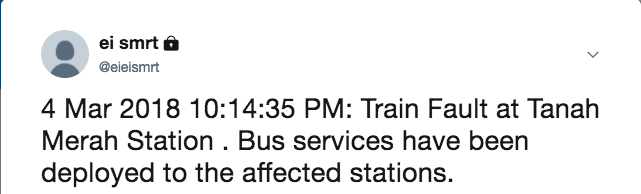 ei smrt
@eieismrt
4 Mar 2018 10:14:35 PM: Train Fault at Tanah
Merah Station . Bus services have been
deployed to the affected stations.